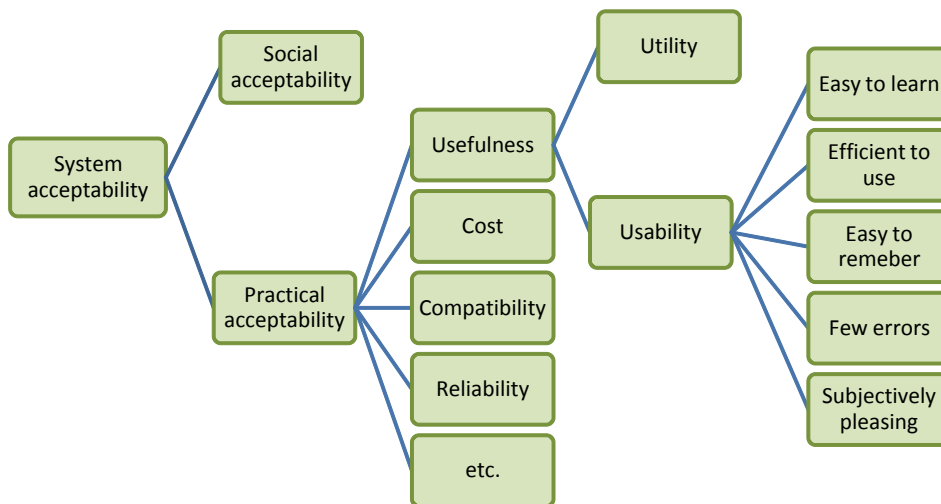 System
acceptability
Social
acceptability
Practical
acceptability
Usefulness
Cost
Compatibility
Reliability
etc.
Utility
Usability
Easy to learn
Efficient to
use
Easy to
remeber
Few errors
Subjectively
pleasing